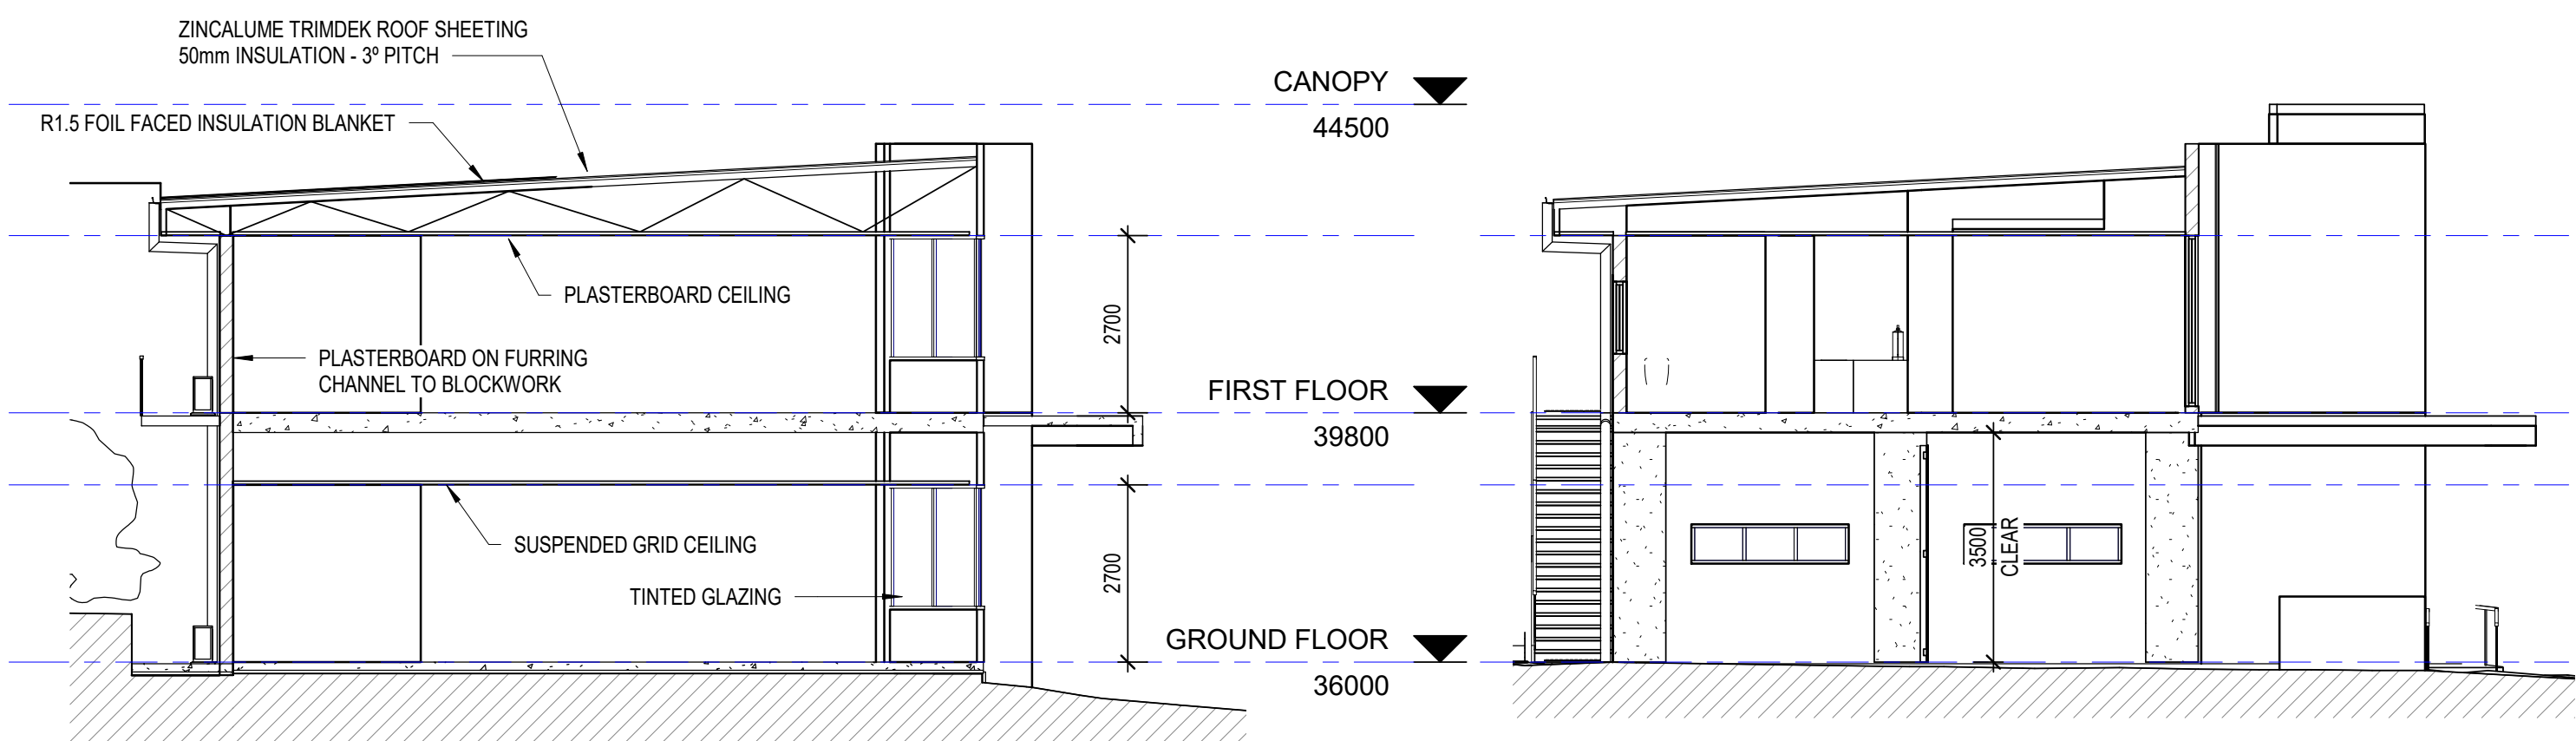 ZINCALUME TRIMDEK ROOF SHEETING
50mm INSULATION - 3º PITCH
R1.5 FOIL FACED INSULATION BLANKET
CANOPY
44500
PLASTERBOARD CEILING
2700
PLASTERBOARD ON FURRING
CHANNEL TO BLOCKWORK
FIRST FLOOR
39800
SUSPENDED GRID CEILING
2700
TINTED GLAZING
3500
CLEAR
GROUND FLOOR
36000